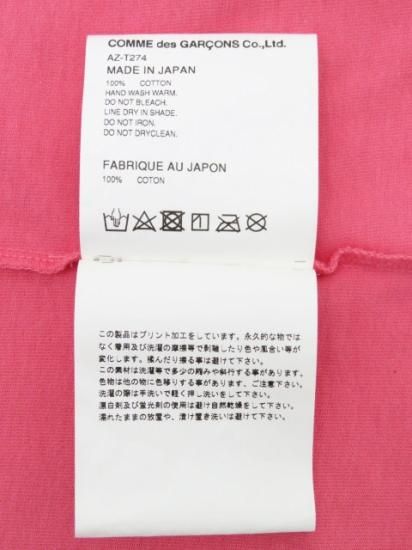 COMME des GARÇONS Co.,Ltd.
AZ-T274
MADE IN JAPAN
100% COTTON
HAND WASH WARM.
DO NOT BLEACH.
LINE DRY IN SHADE.
DO NOT IRON.
DO NOT DRYCLEAN.
FABRIQUE AU JAPON
100% COTON
この製品はプリント加工をしています。永久的な物では
なく着用及び洗濯の摩擦等で剥離したり色や風合い等が
変化します。揉んだり擦る事は避けて下さい。
この素材は洗濯等で多少の縮みや斜行する事があります。
色物は他の物に色移りする事があります、ご注意下さい。
洗濯の際は手洗いで軽く押し洗いをして下さい。
漂白剤及び蛍光剤の使用は避け自然乾燥をして下さい。
濡れたままの放置や、漬け置き洗いは避けて下さい。